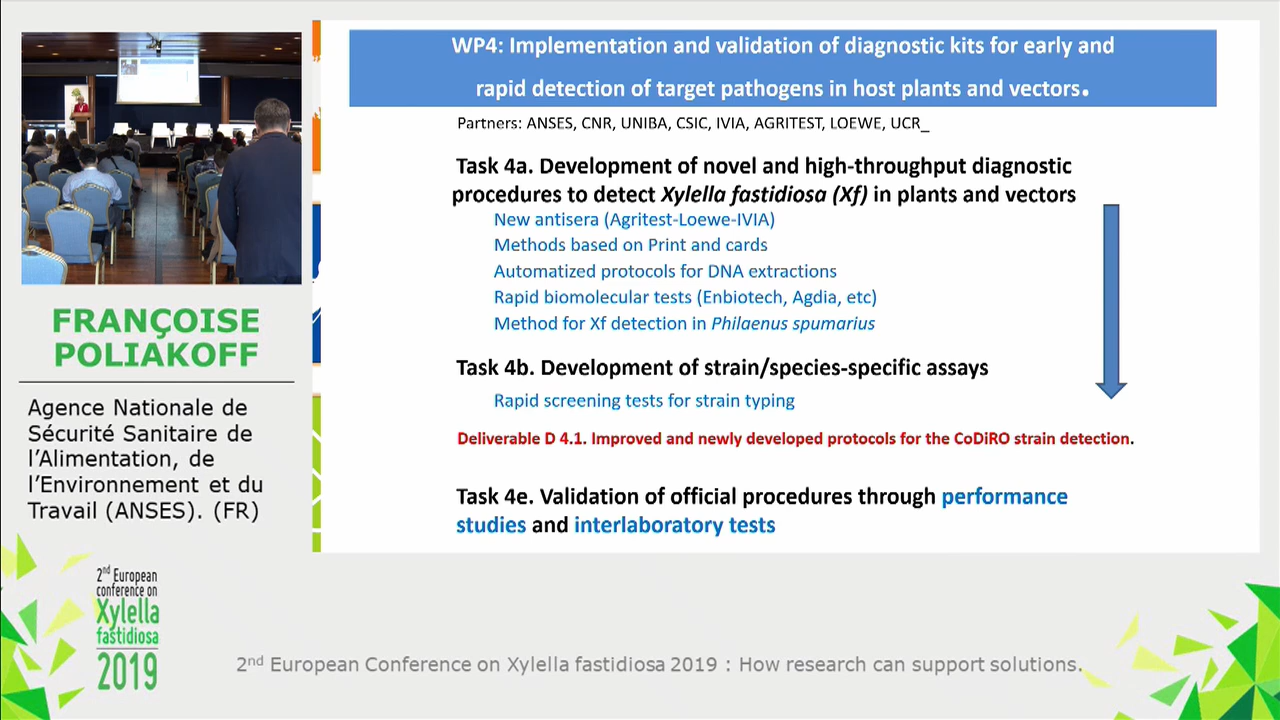 WP4: Implementation and validation of diagnostic kits for early and
rapid detection of target pathogens in host plants and vectors.
Partners: ANSES, CNR, UNIBA, CSIC, IVIA, AGRITEST, LOEWE, UCR_
Task 4a. Development of novel and high-throughput diagnostic
procedures to detect Xylella fastidiosa (Xf) in plants and vectors
New antisera (Agritest-Loewe-IVIA)
Methods based on Print and cards
Automatized protocols for DNA extractions
Rapid biomolecular tests (Enbiotech, Agdia, etc)
Method for Xf detection in Philaenus spumarius
Task 4b. Development of strain/species-specific assays
Rapid screening tests for strain typing
Deliverable D 4.1. Improved and newly developed protocols for the CoDiRO strain detection.
Task 4e. Validation of official procedures through performance
studies and interlaboratory tests
FRANÇOISE
POLIAKOFF
Agence Nationale de
Sécurité Sanitaire de
l’Alimentation, de
l’Environnement et du
Travail (ANSES). (FR)
2nd European
conference on
Xylella
fastidiosa
2019
2nd European Conference on Xylella fastidiosa 2019 : How research can support solutions.